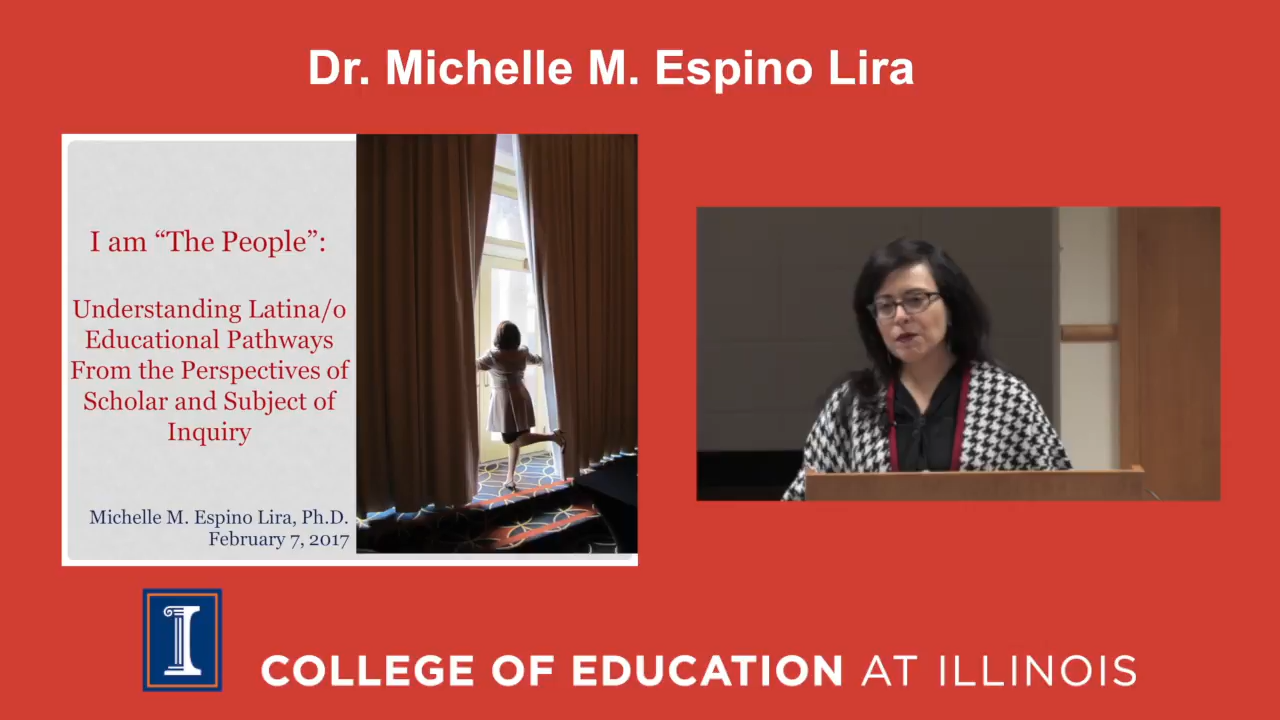 Dr. Michelle M. Espino Lira
I am “The People”:
Understanding Latina/o
Educational Pathways
From the Perspectives of
Scholar and Subject of
Inquiry
Michelle M. Espino Lira, Ph.D.
February 7, 2017
I
COLLEGE OF EDUCATION AT ILLINOIS